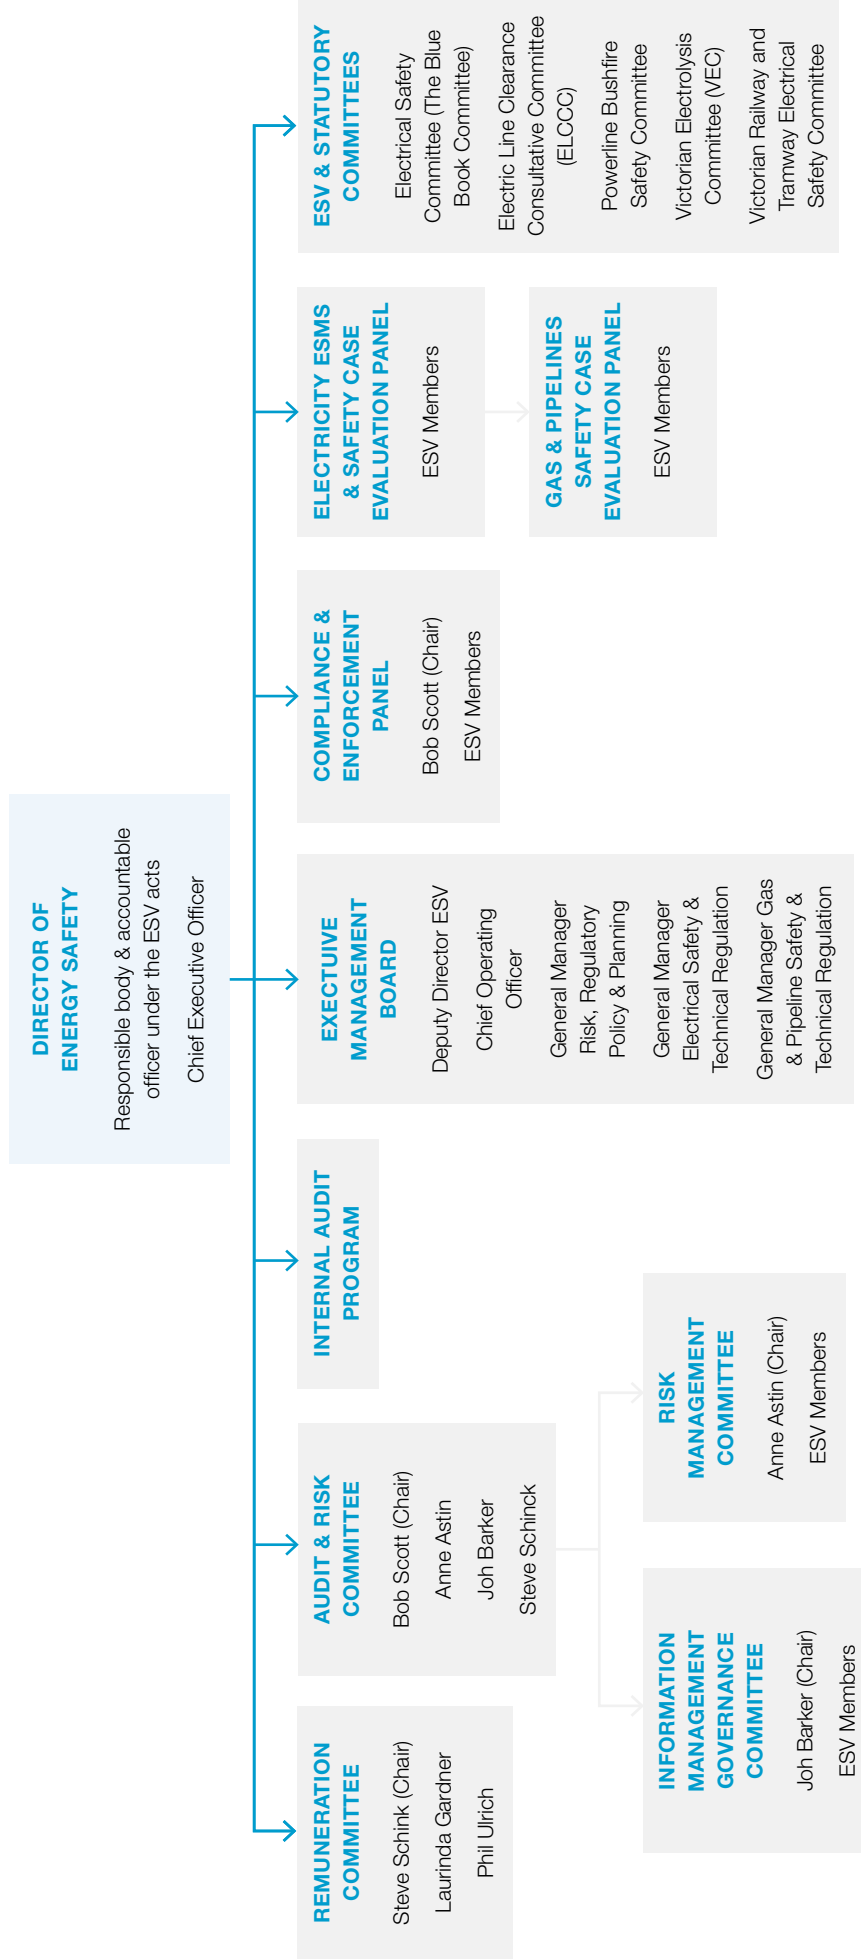 DIRECTOR OF
ENERGY SAFETY
Responsible body & accountable
officer under the ESV acts
Chief Executive Officer
REMUNERATION
COMMITTEE
Steve Schink (Chair)
Laurinda Gardner
Phil Ulrich
AUDIT & RISK
COMMITTEE
Bob Scott (Chair)
Anne Astin
Joh Barker
Steve Schinck
INFORMATION
MANAGEMENT
GOVERNANCE
COMMITTEE
Joh Barker (Chair)
ESV Members
RISK
MANAGEMENT
COMMITTEE
Anne Astin (Chair)
ESV Members
INTERNAL AUDIT
PROGRAM
EXECTUIVE
MANAGEMENT
BOARD
Deputy Director ESV
Chief Operating
Officer
General Manager
Risk, Regulatory
Policy & Planning
General Manager
Electrical Safety &
Technical Regulation
General Manager Gas
& Pipeline Safety &
Technical Regulation
COMPLIANCE &
ENFORCEMENT
PANEL
Bob Scott (Chair)
ESV Members
ELECTRICITY ESMS
& SAFETY CASE
EVALUATION PANEL
ESV Members
GAS & PIPELINES
SAFETY CASE
EVALUATION PANEL
ESV Members
ESV & STATUTORY
COMMITTEES
Electrical Safety
Committee (The Blue
Book Committee)
Electric Line Clearance
Consultative Committee
(ELCCC)
Powerline Bushfire
Safety Committee
Victorian Electrolysis
Committee (VEC)
Victorian Railway and
Tramway Electrical
Safety Committee